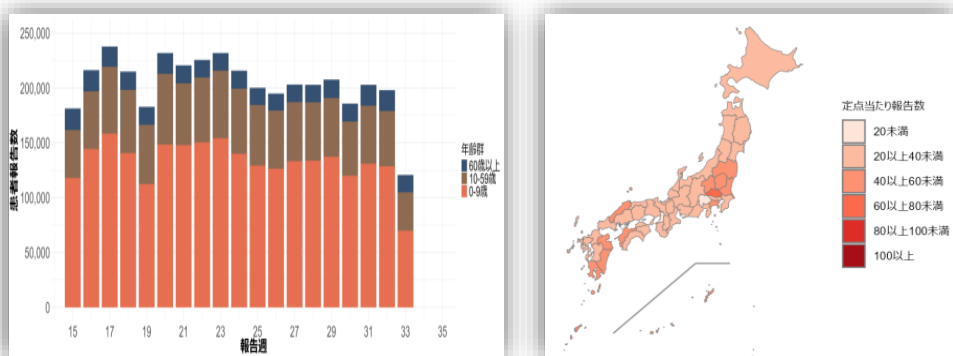 250,000
200,000
150,000
100,000
50,000
0
患者報告数
15
17
19
21
23
25
27
29
31
33
35
報告週
年齢群
60歳以上
10-59歳
0-9歳
定点当たり報告数
20未満
20以上40未満
40以上60未満
60以上80未満
80以上100未満
100以上